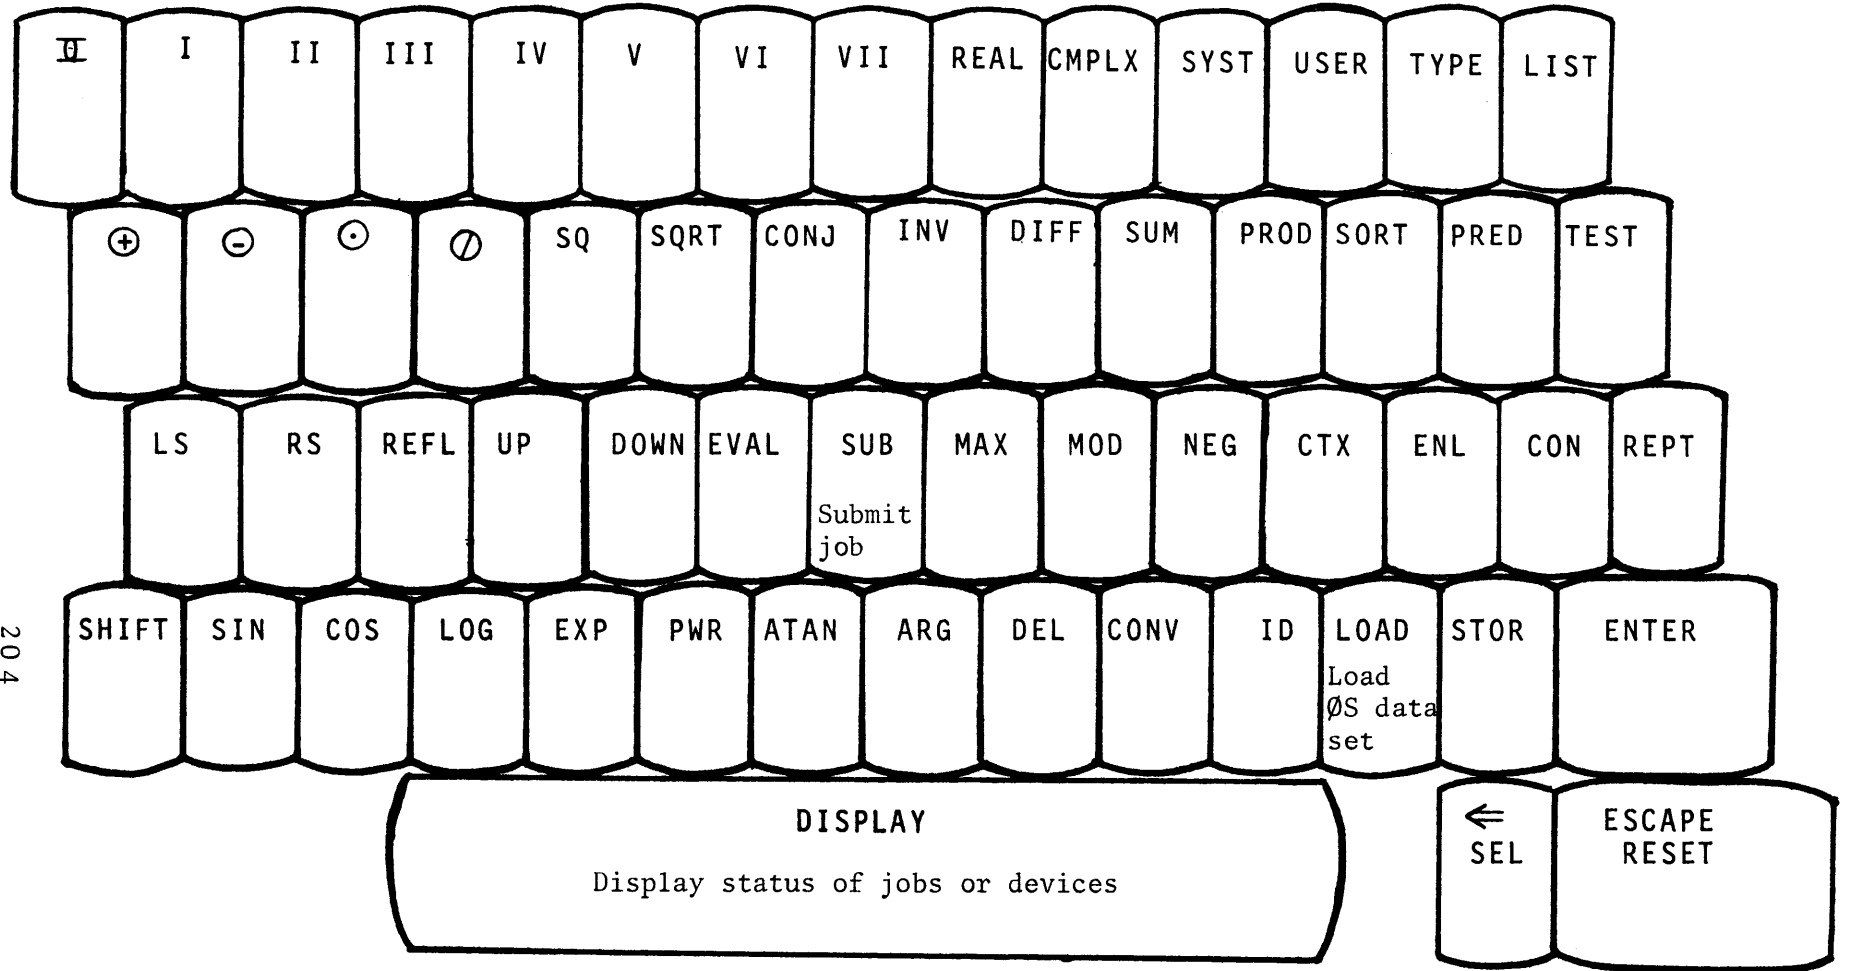 0 I II III IV V VI VII REAL CMPLX SYST USER TYPE LIST
⊕ ⊖ ⊙ ⊘ SQ SQRT CONJ INV DIFF SUM PROD SORT PRED TEST
LS RS REFL UP DOWN EVAL SUB MAX MOD NEG CTX ENL CON REPT
Submit
job
SHIFT SIN COS LOG EXP PWR ATAN ARG DEL CONV ID LOAD STOR ENTER
Load
ØS data
set
204
DISPLAY
Display status of jobs or devices
⇐
SEL
ESCAPE
RESET